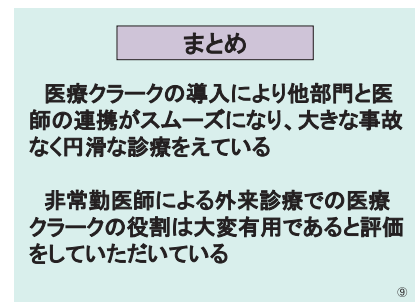 まとめ
医療クラークの導入により他部門と医
師の連携がスムーズになり、大きな事故
なく円滑な診療をえている
非常勤医師による外来診療での医療
クラークの役割は大変有用であると評価
をしていただいている
⑨